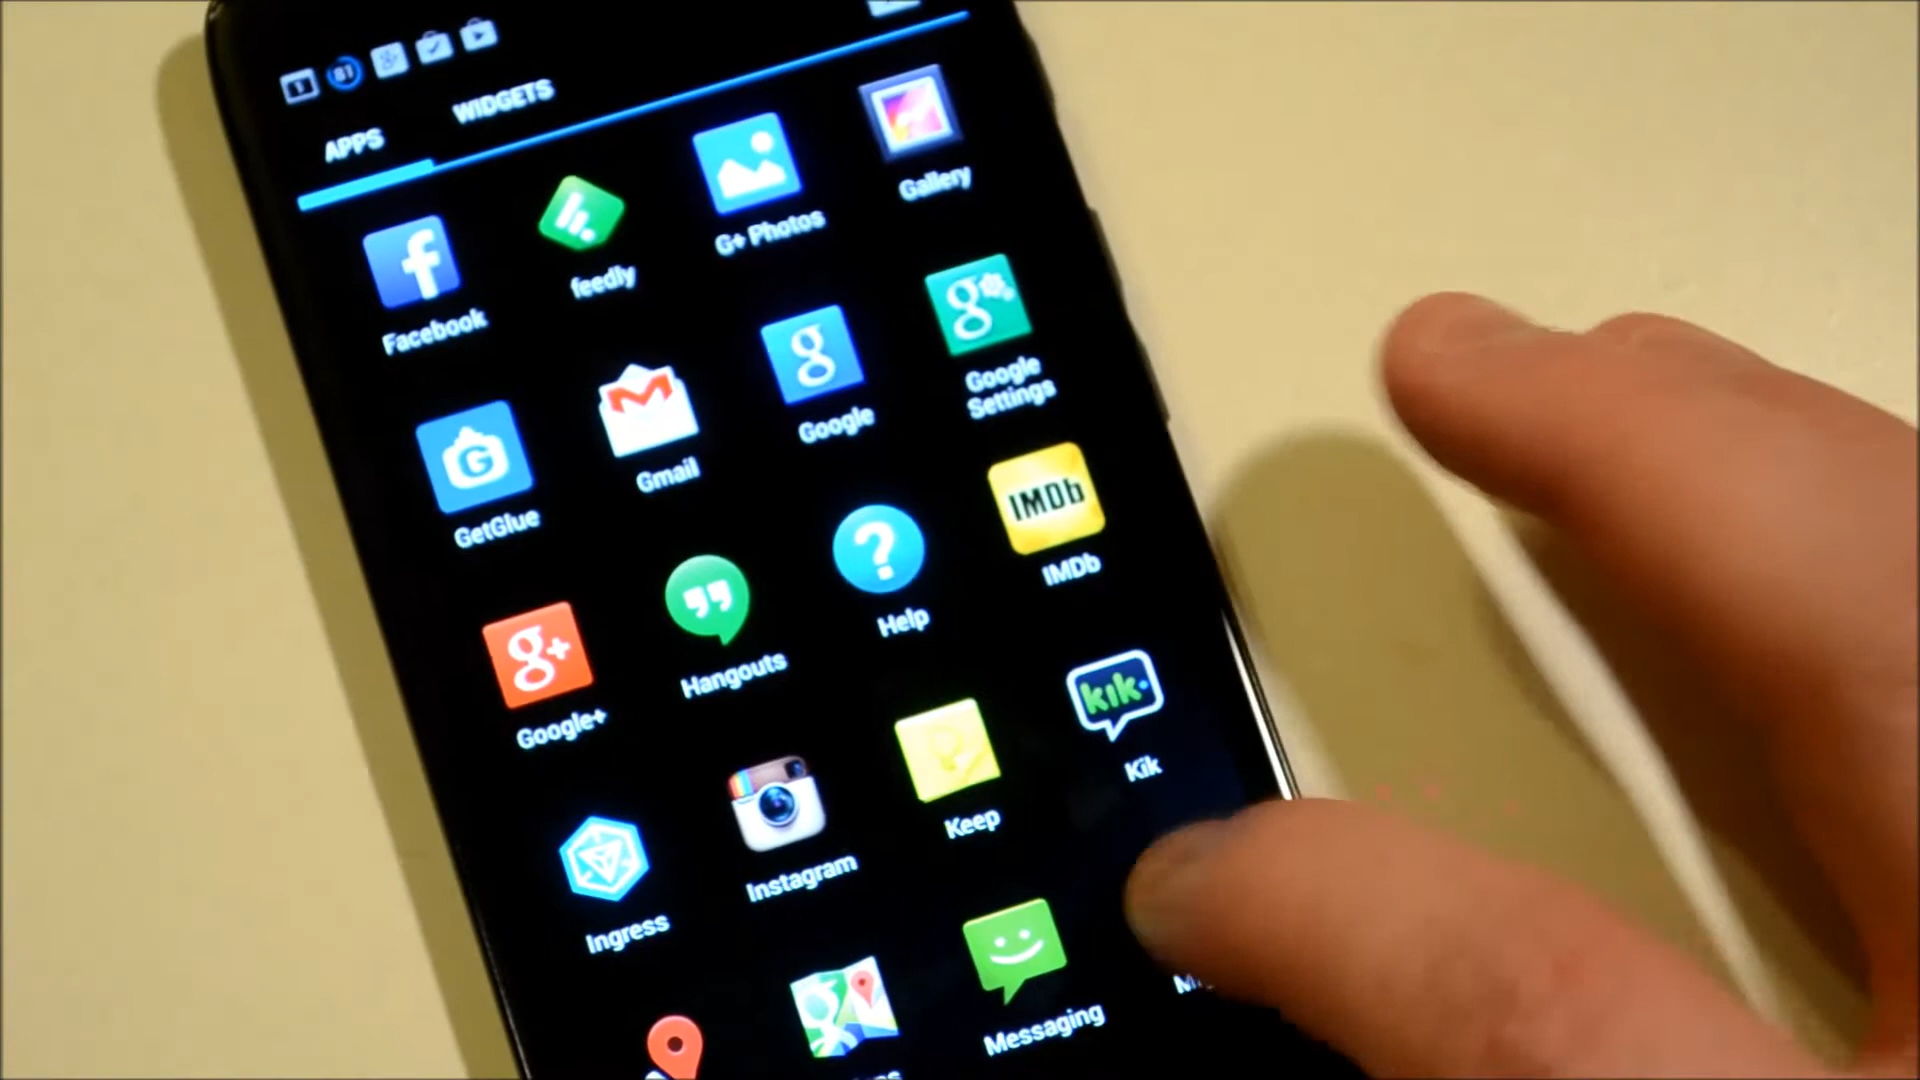 81
APPS WIDGETS
Facebook feedly G+ Photos Gallery
GetGlue Gmail Google Google
Settings
IMDb
Google+ Hangouts Help IMDb
kik
Ingress Instagram Keep Kik
Messaging